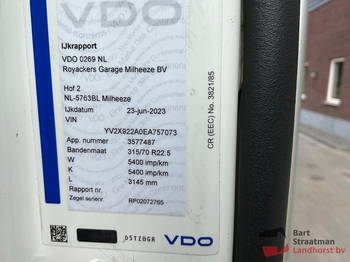 VDO
IJkrapport
VDO 0269 NL
Royackers Garage Milheeze BV
Hof 2
NL-5763BL Milheeze
IJkdatum 23-jun-2023
VIN
YV2X922A0EA757073
App. nummer 3577487
Bandenmaat 315/70 R22.5
W 5400 imp/km
K 5400 imp/km
L 3145 mm
Rapport nr.
Zegel serienr. RP02072765
CR (EEC) No. 3821/85
05TZBGR VDO
Bart
Straatman
Landhorst bv